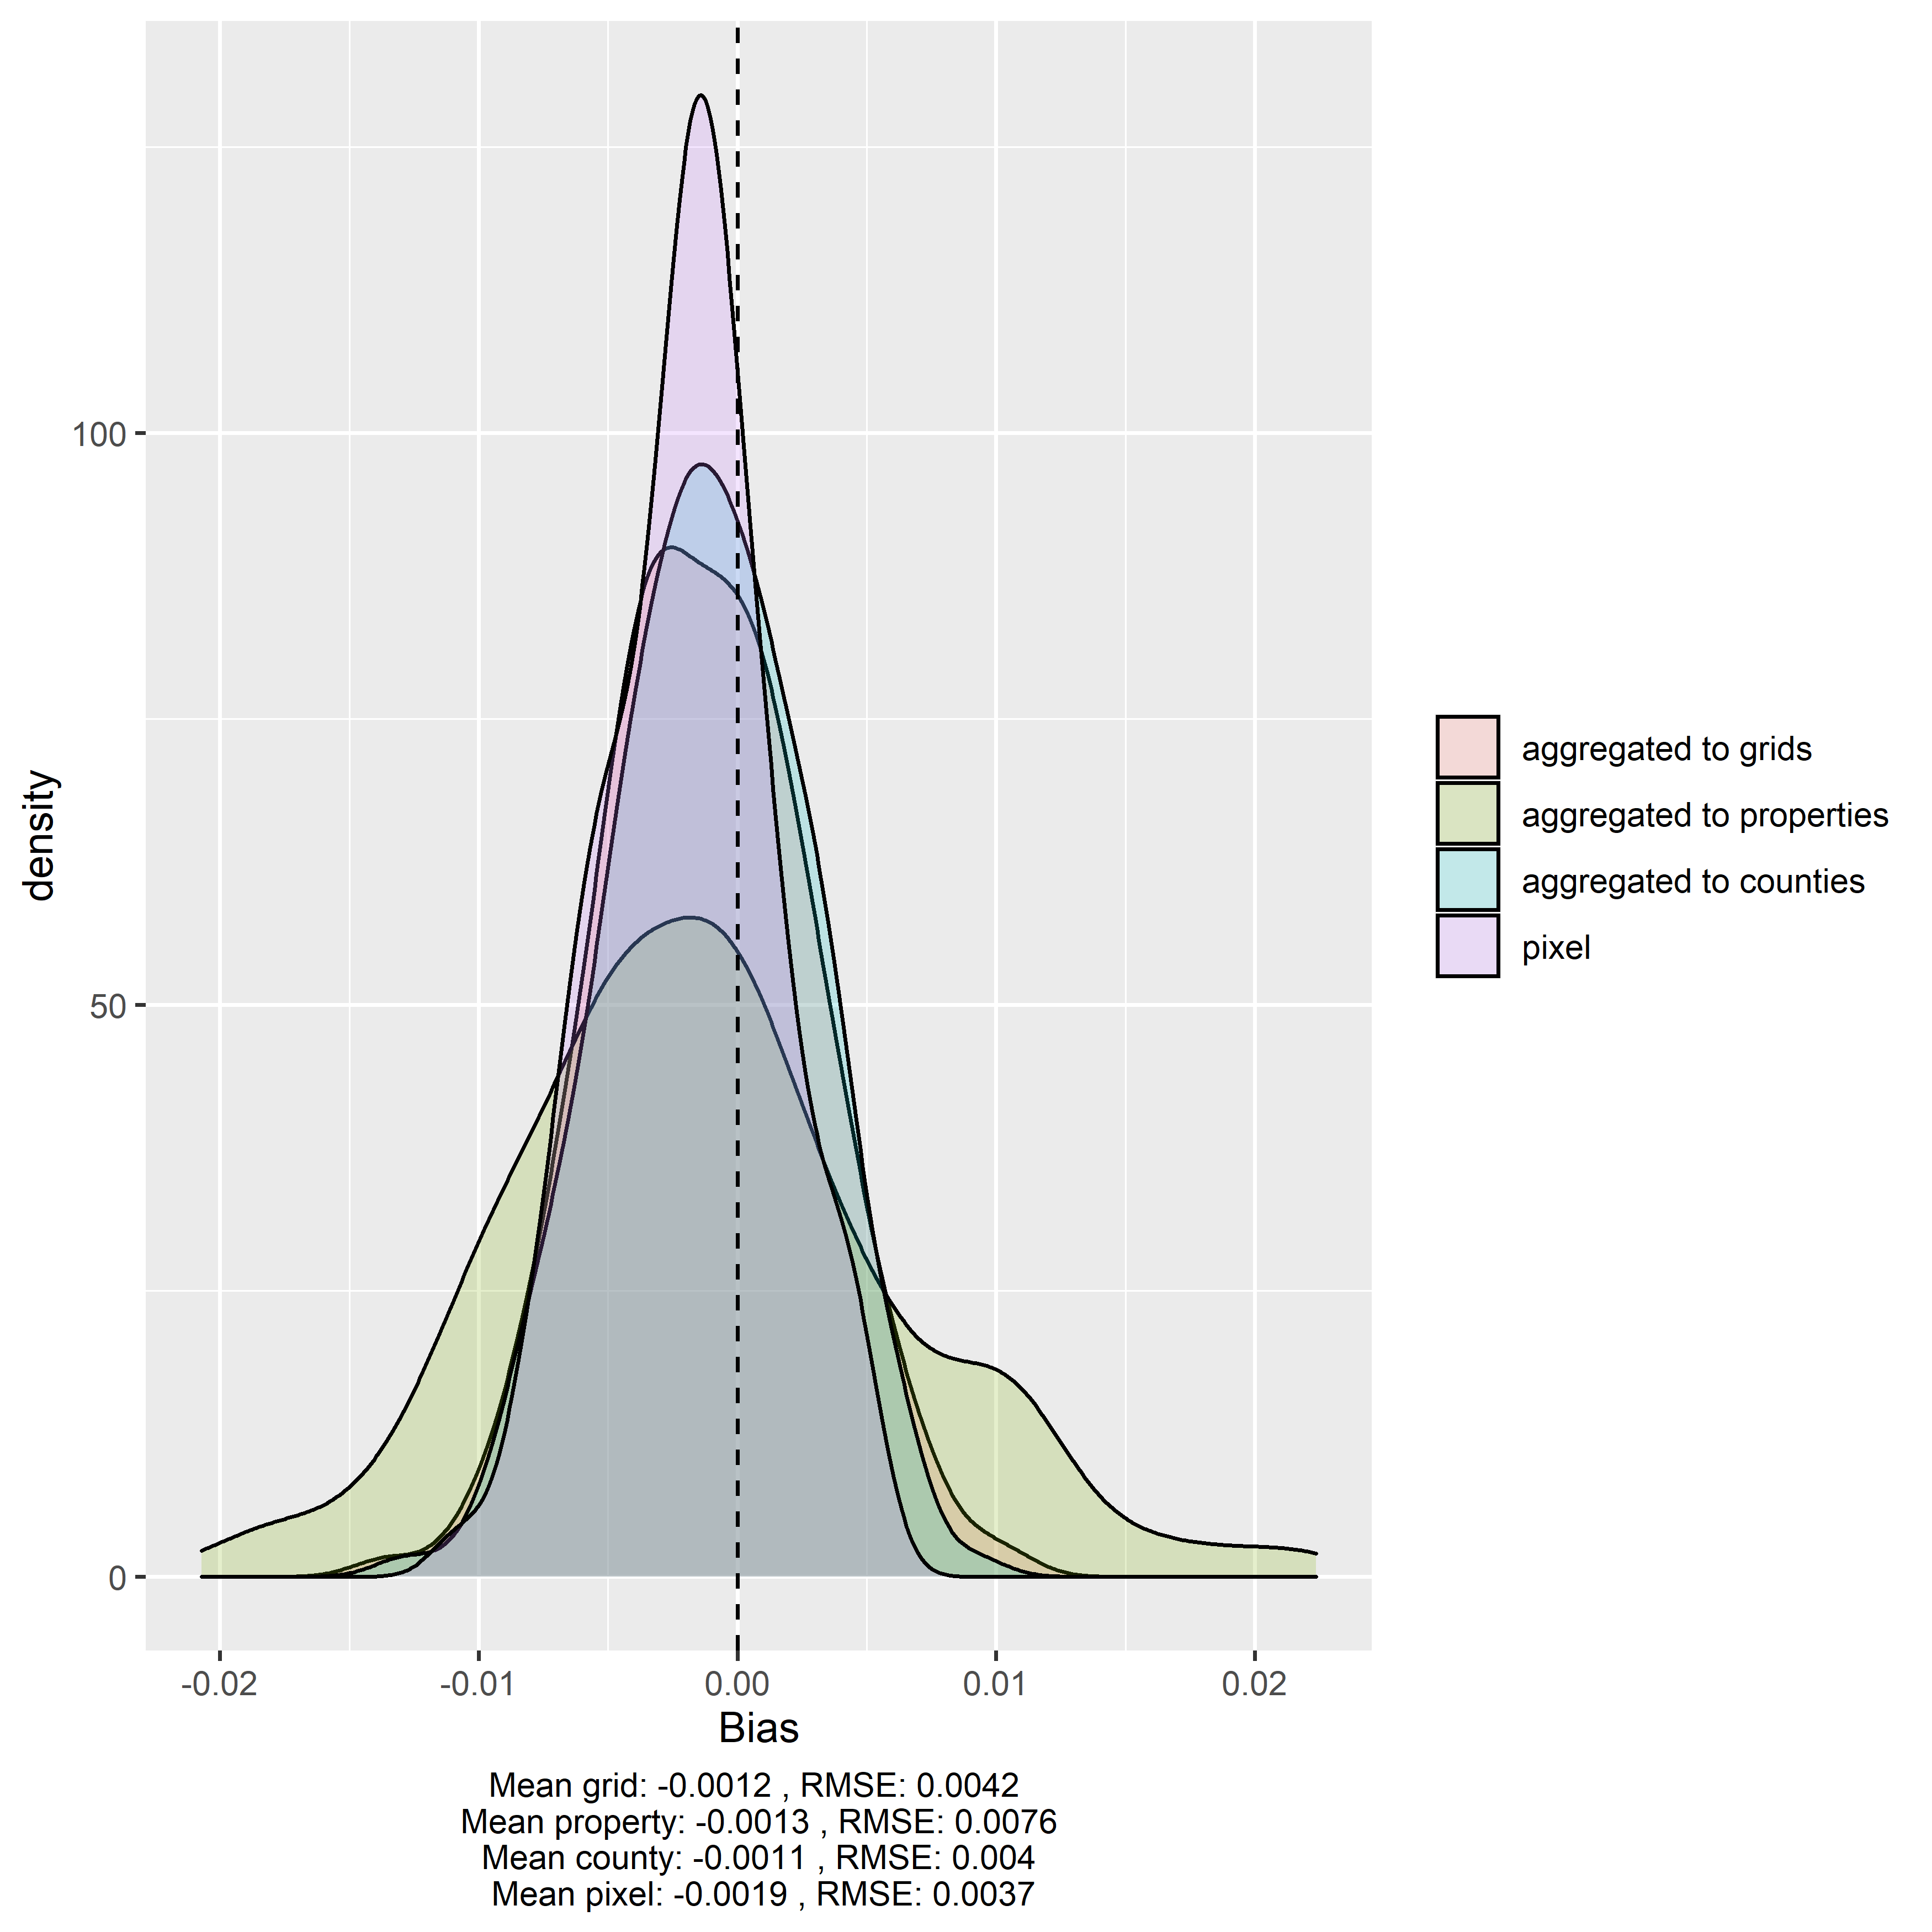 100
50
0
density
-0.02
-0.01
0.00
0.01
0.02
Bias
Mean grid: -0.0012 , RMSE: 0.0042
Mean property: -0.0013 , RMSE: 0.0076
Mean county: -0.0011 , RMSE: 0.004
Mean pixel: -0.0019 , RMSE: 0.0037
aggregated to grids
aggregated to properties
aggregated to counties
pixel